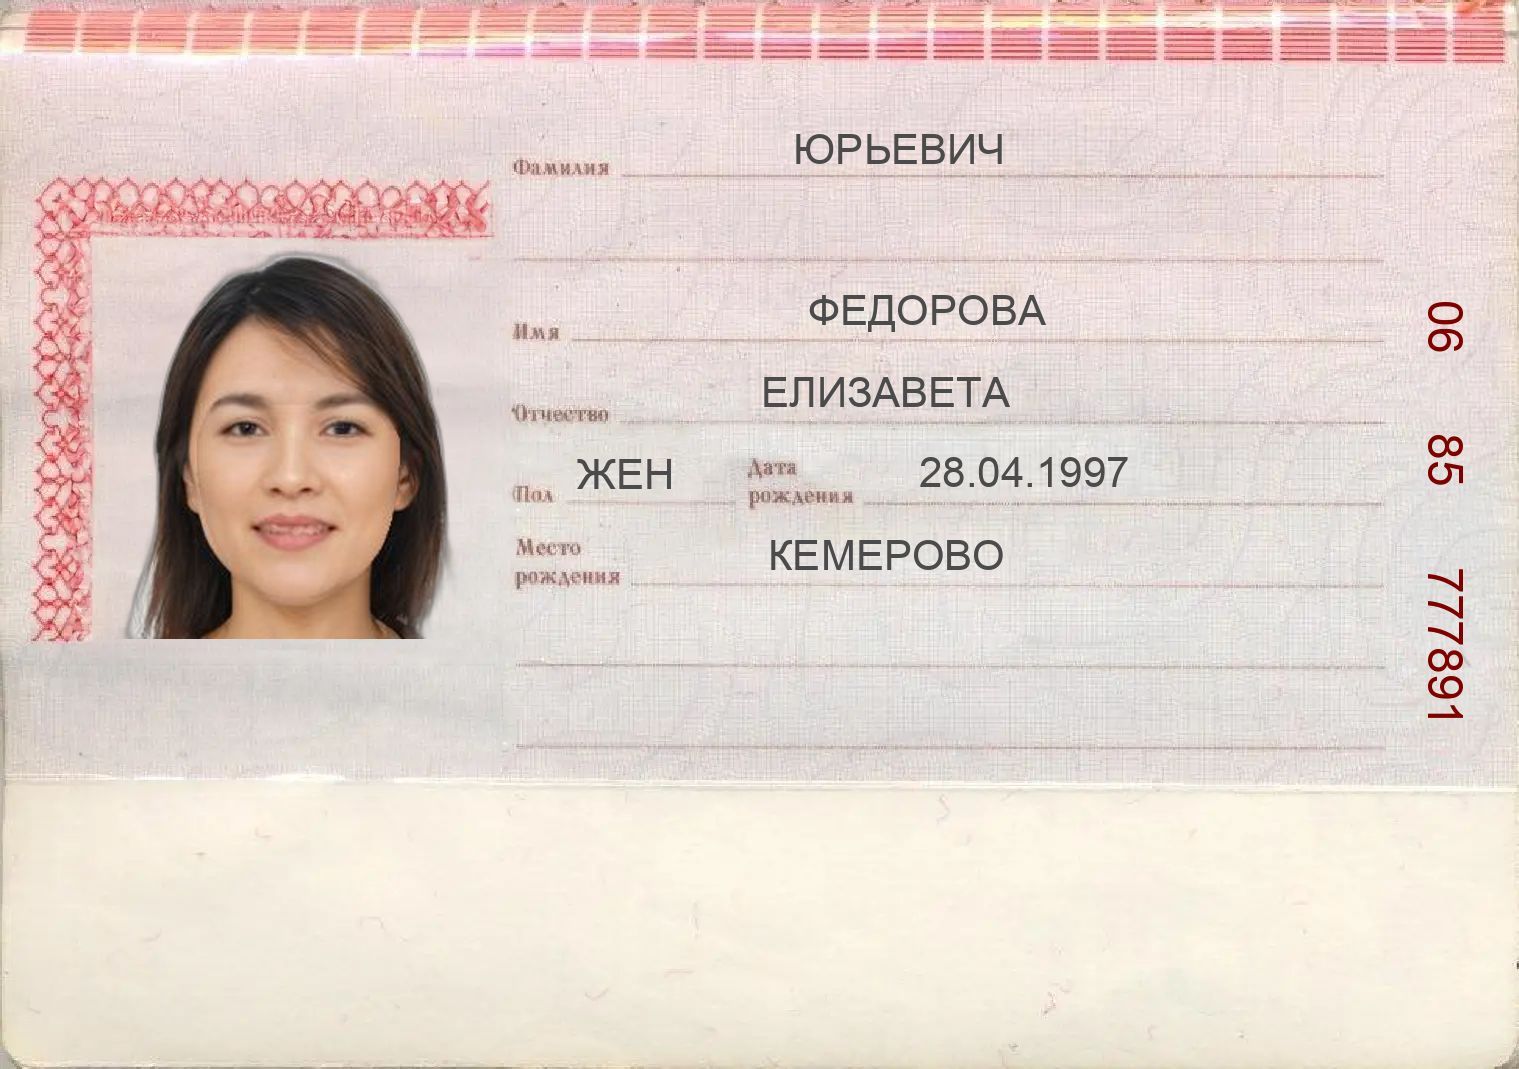 Фамилия ЮРЬЕВИЧ
Имя ФЕДОРОВА
Отчество ЕЛИЗАВЕТА
Пол ЖЕН Дата рождения 28.04.1997
Место рождения КЕМЕРОВО
06 85 777891